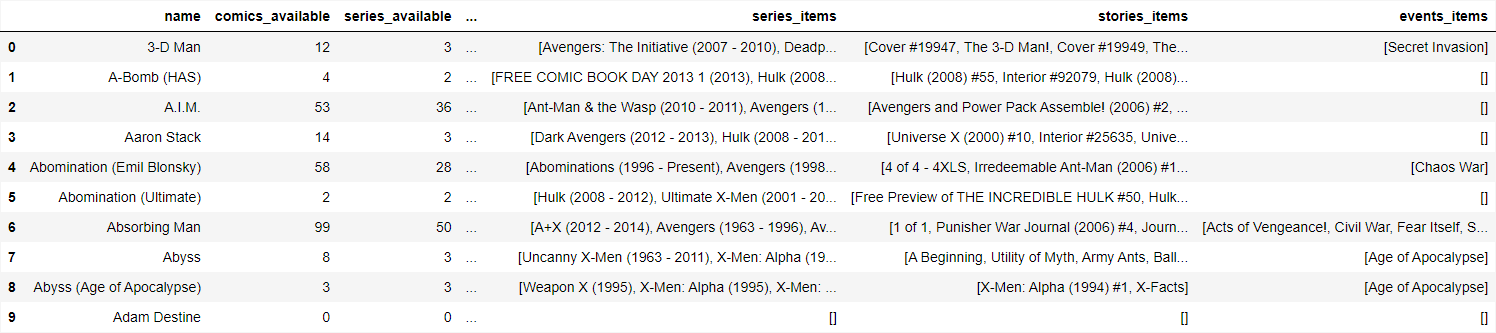 name comics_available series_available ... series_items stories_items events_items
0 3-D Man 12 3 ... [Avengers: The Initiative (2007 - 2010), Deadp... [Cover #19947, The 3-D Man!, Cover #19949, The... [Secret Invasion]
1 A-Bomb (HAS) 4 2 ... [FREE COMIC BOOK DAY 2013 1 (2013), Hulk (2008... [Hulk (2008) #55, Interior #92079, Hulk (2008)... []
2 A.I.M. 53 36 ... [Ant-Man & the Wasp (2010 - 2011), Avengers (1... [Avengers and Power Pack Assemble! (2006) #2, ... []
3 Aaron Stack 14 3 ... [Dark Avengers (2012 - 2013), Hulk (2008 - 201... [Universe X (2000) #10, Interior #25635, Unive... []
4 Abomination (Emil Blonsky) 58 28 ... [Abominations (1996 - Present), Avengers (1998... [4 of 4 - 4XLS, Irredeemable Ant-Man (2006) #1... [Chaos War]
5 Abomination (Ultimate) 2 2 ... [Hulk (2008 - 2012), Ultimate X-Men (2001 - 20... [Free Preview of THE INCREDIBLE HULK #50, Hulk... []
6 Absorbing Man 99 50 ... [A+X (2012 - 2014), Avengers (1963 - 1996), Av... [1 of 1, Punisher War Journal (2006) #4, Journ... [Acts of Vengeance!, Civil War, Fear Itself, S...
7 Abyss 8 3 ... [Uncanny X-Men (1963 - 2011), X-Men: Alpha (19... [A Beginning, Utility of Myth, Army Ants, Ball... [Age of Apocalypse]
8 Abyss (Age of Apocalypse) 3 3 ... [Weapon X (1995), X-Men: Alpha (1995), X-Men: ... [X-Men: Alpha (1994) #1, X-Facts] [Age of Apocalypse]
9 Adam Destine 0 0 ... [] [] []